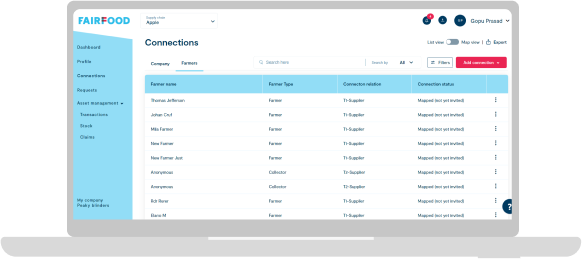 FAIRFOOD
Supply chain
Apple
GP
Gopu Prasad
Connections
List view
Map view
Export
Company
Farmers
Search here
Search by
All
Filters
Add connection +
Dashboard
Profile
Connections
Requests
Asset management
Transactions
Stock
Claims
My company
Peaky blinders
Farmer name Farmer Type Connection relation Connection status
Thomas Jefferson Farmer T1-Supplier Mapped (not yet invited)
Johan Cruf Farmer T1-Supplier Mapped (not yet invited)
Mila Farmer Farmer T1-Supplier Mapped (not yet invited)
New Farmer Farmer T1-Supplier Mapped (not yet invited)
New Farmer Just Farmer T1-Supplier Mapped (not yet invited)
Anonymous Collector T2-Supplier Mapped (not yet invited)
Anonymous Collector T2-Supplier Mapped (not yet invited)
Farmer T1-Supplier Mapped (not yet invited)
Elano M Farmer T1-Supplier Mapped (not yet invited)
?